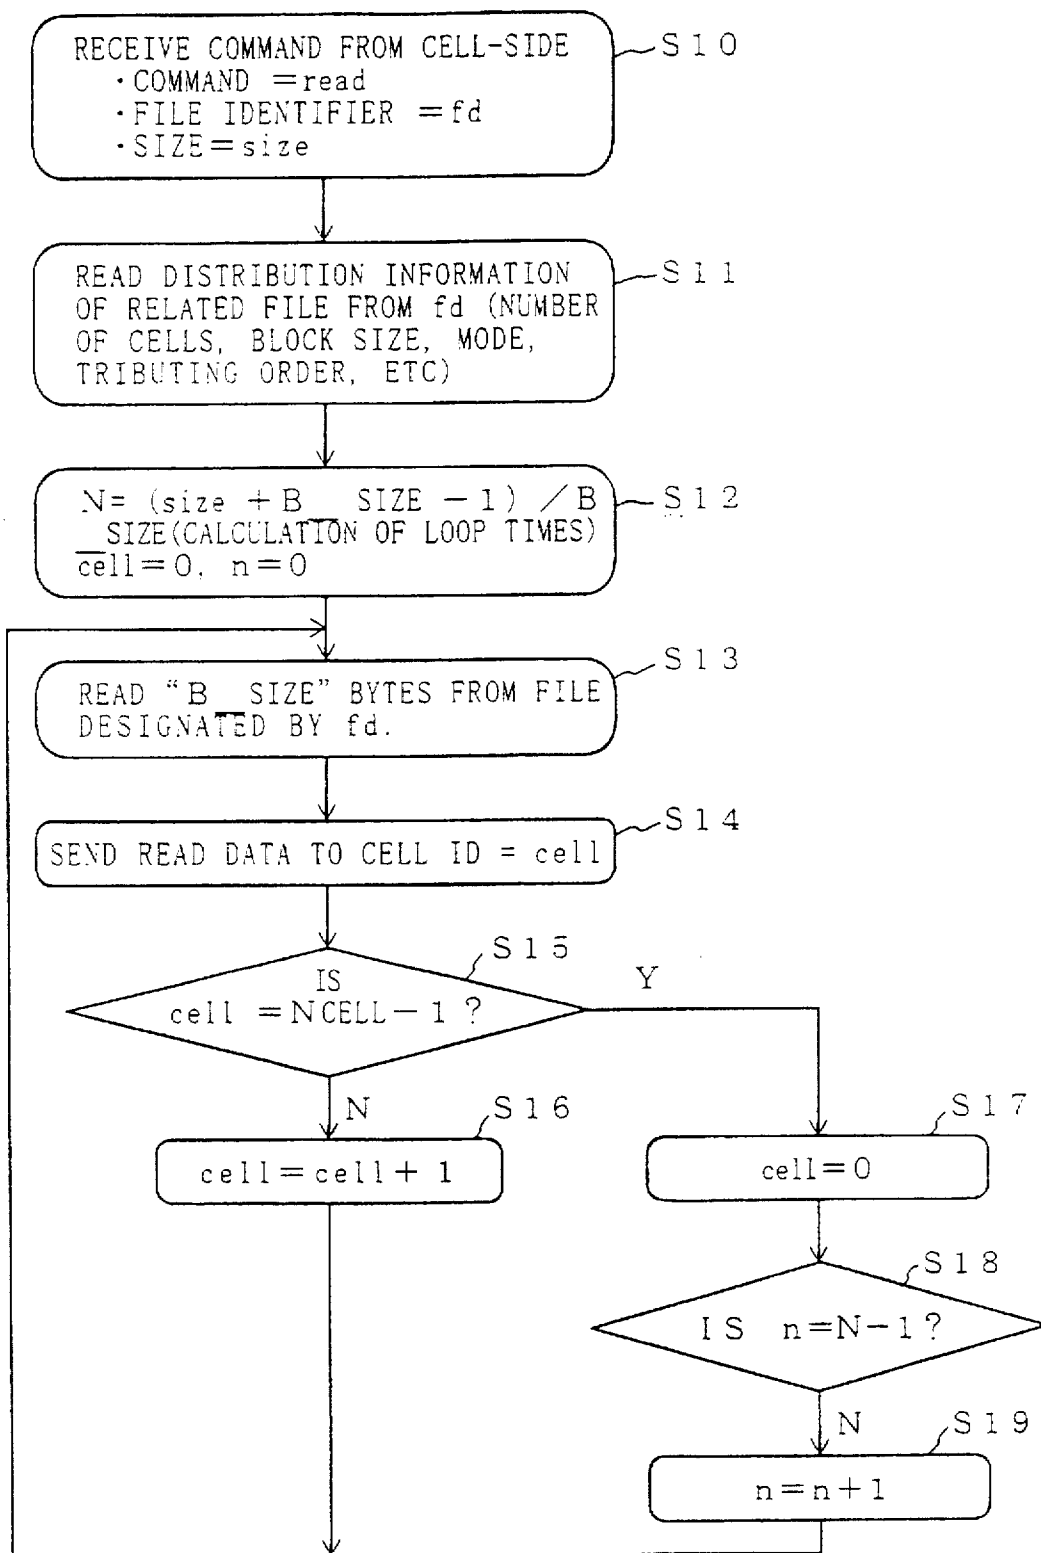 RECEIVE COMMAND FROM CELL-SIDE
・COMMAND =read
・FILE IDENTIFIER =fd
・SIZE=size
S10
READ DISTRIBUTION INFORMATION
OF RELATED FILE FROM fd (NUMBER
OF CELLS, BLOCK SIZE, MODE,
TRIBUTING ORDER, ETC)
S11
N= (size +B_ SIZE -1) /B
_SIZE(CALCULATION OF LOOP TIMES)
cell=0, n=0
S12
READ "B_SIZE" BYTES FROM FILE
DESIGNATED BY fd.
S13
SEND READ DATA TO CELL ID = cell
S14
IS
cell =NCELL-1?
S15
Y
N
cell=cell+1
S16
cell=0
S17
IS n=N-1?
S18
N
n=n+1
S19